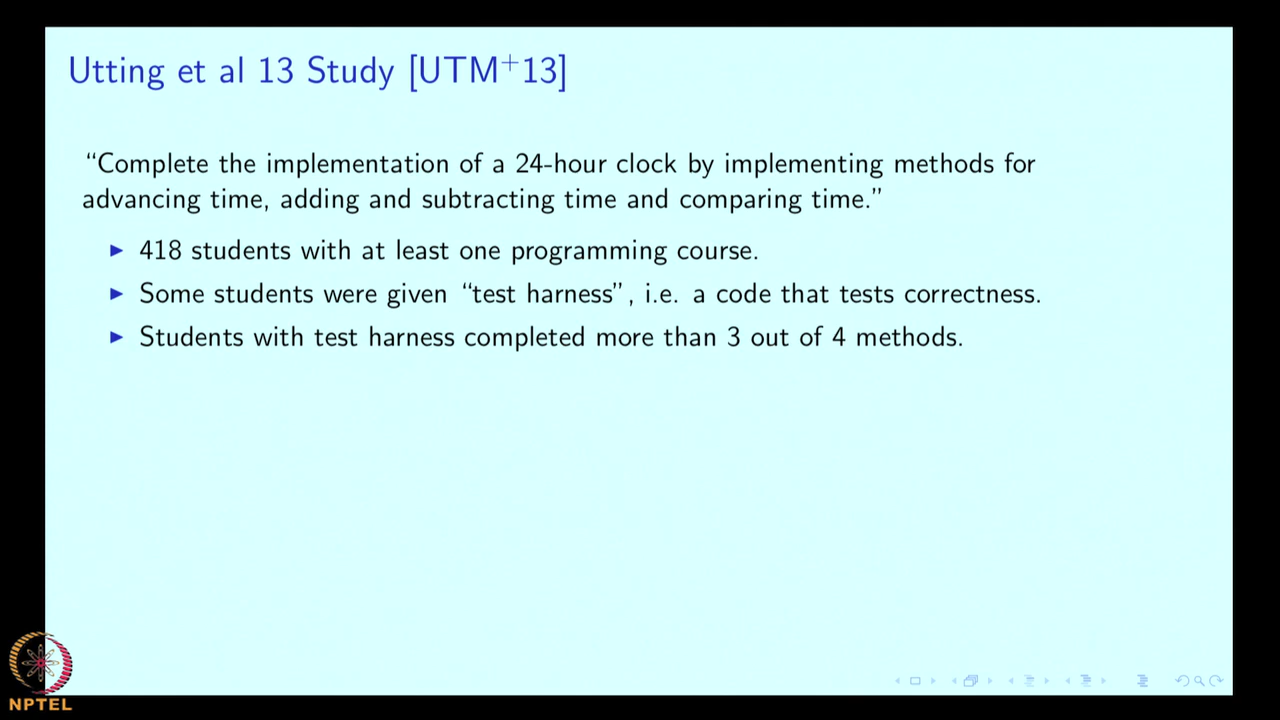 Utting et al 13 Study [UTM+13]
“Complete the implementation of a 24-hour clock by implementing methods for
advancing time, adding and subtracting time and comparing time.”
▶ 418 students with at least one programming course.
▶ Some students were given “test harness”, i.e. a code that tests correctness.
▶ Students with test harness completed more than 3 out of 4 methods.
NPTEL